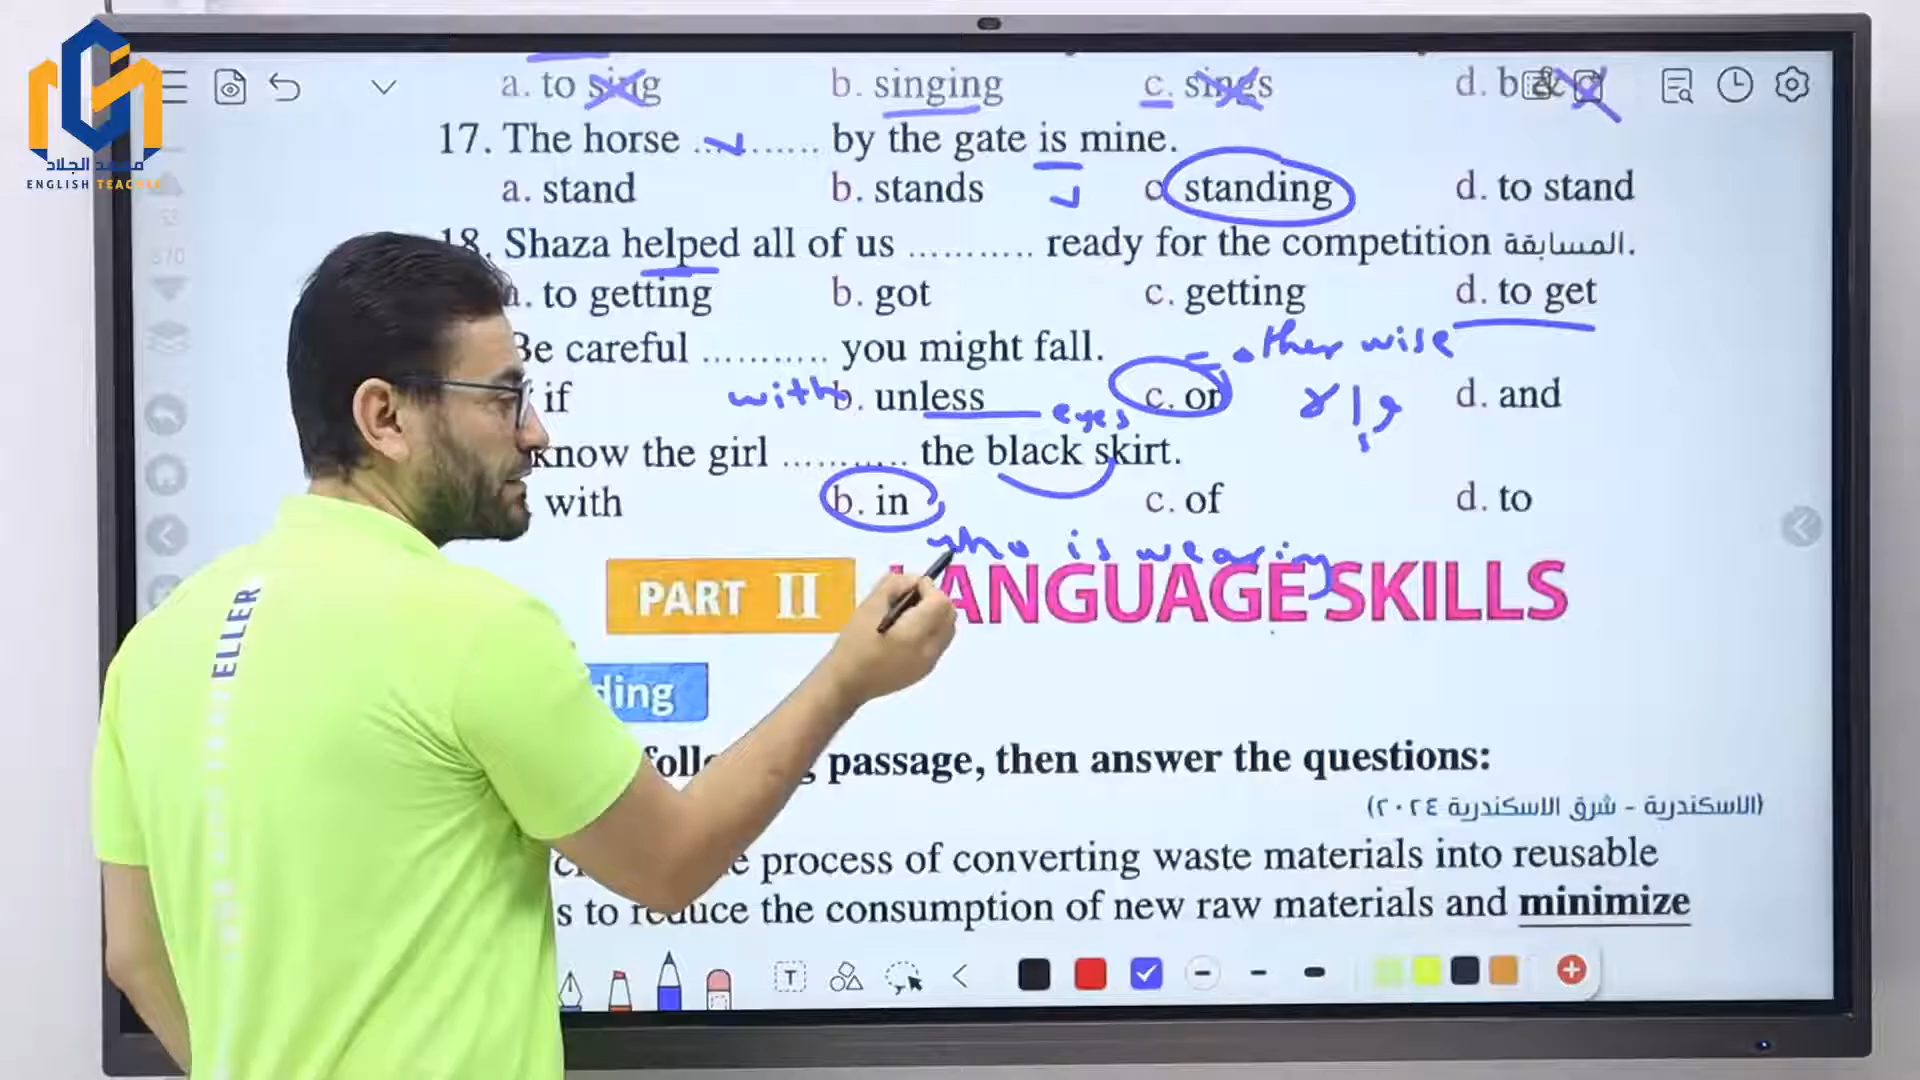 a. to sing b. singing c. sings d. b & c
17. The horse ........... by the gate is mine.
a. stand b. stands c. standing d. to stand
18. Shaza helped all of us ........... ready for the competition المسابقة.
a. to getting b. got c. getting d. to get
Be careful ........... you might fall.
= otherwise
if b. unless c. or d. and
with
eyes
وإلا
know the girl ........... the black skirt.
with b. in c. of d. to
who is wearing
PART II LANGUAGE SKILLS
passage, then answer the questions:
(الاسكندرية - شرق الاسكندرية ٢٠٢٤)
process of converting waste materials into reusable
s to reduce the consumption of new raw materials and minimize
محمد الجلاد
ENGLISH TEACHER
ELLER
T